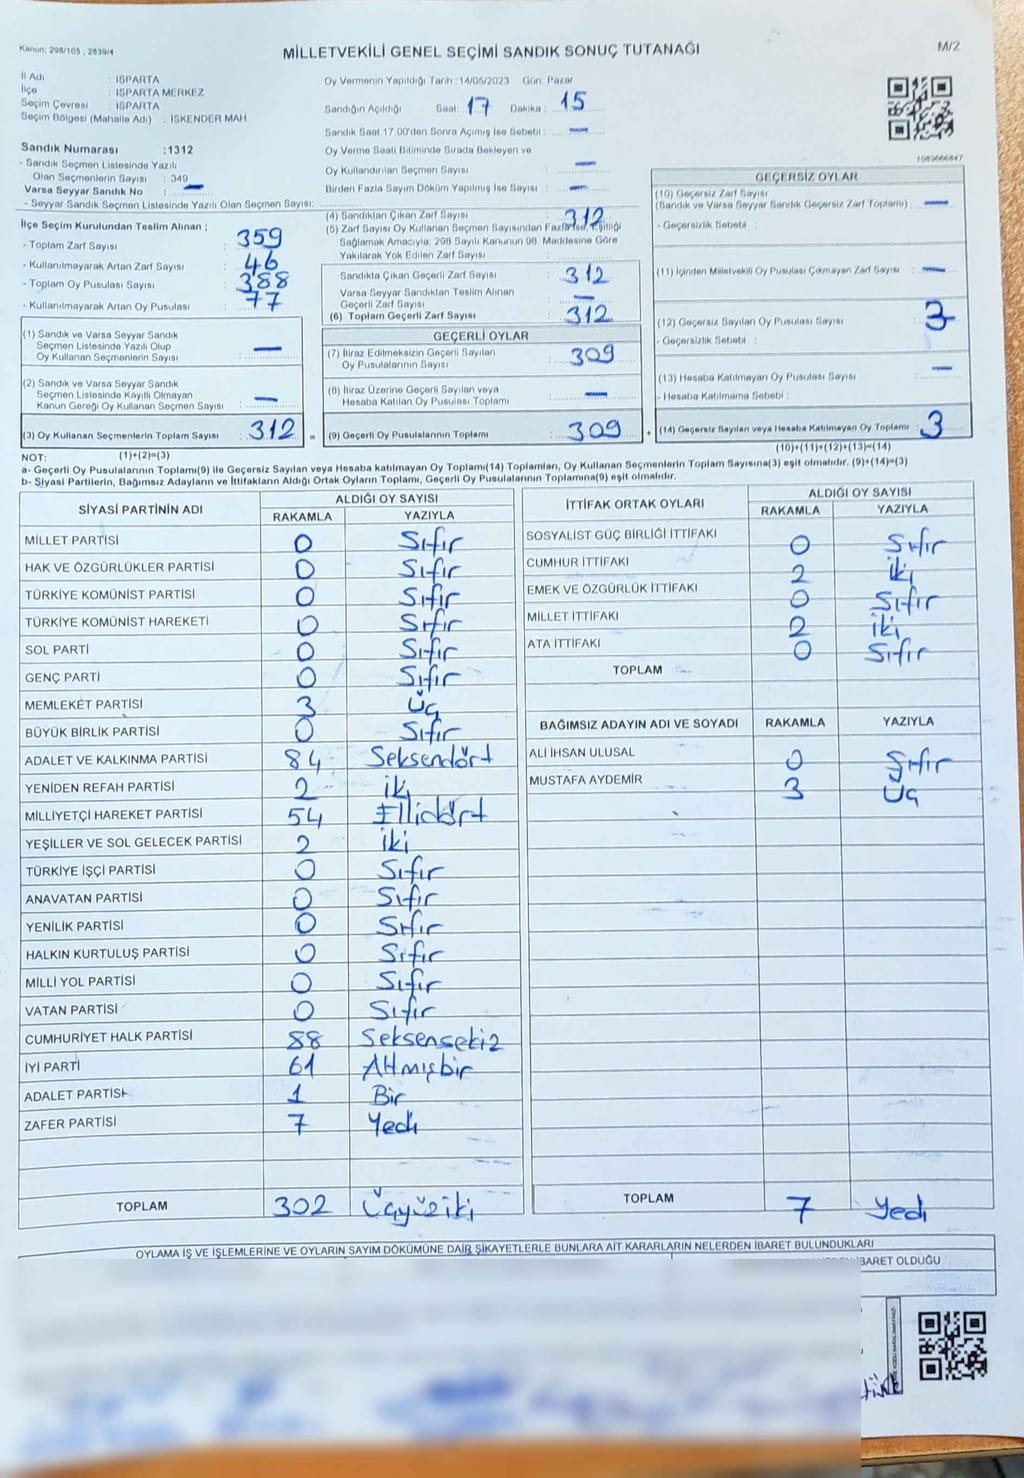 Kanun: 298/105 , 2839/4
MİLLETVEKİLİ GENEL SEÇİMİ SANDIK SONUÇ TUTANAĞI
M/2
İl Adı : ISPARTA
İlçe : ISPARTA MERKEZ
Seçim Çevresi : ISPARTA
Seçim Bölgesi (Mahalle Adı) : İSKENDER MAH.
Sandık Numarası : 1312
- Sandık Seçmen Listesinde Yazılı
Olan Seçmenlerin Sayısı : 349
Varsa Seyyar Sandık No : —
- Seyyar Sandık Seçmen Listesinde Yazılı Olan Seçmen Sayısı:
Oy Vermenin Yapıldığı Tarih : 14/05/2023 Gün: Pazar
Sandığın Açıldığı Saat: 17 Dakika : 15
Sandık Saat 17.00'den Sonra Açılmış İse Sebebi : —
Oy Verme Saati Bitiminde Sırada Bekleyen ve
Oy Kullandırılan Seçmen Sayısı : —
Birden Fazla Sayım Döküm Yapılmış İse Sayısı : —
İlçe Seçim Kurulundan Teslim Alınan ;
- Toplam Zarf Sayısı : 359
- Kullanılmayarak Artan Zarf Sayısı : 46
- Toplam Oy Pusulası Sayısı : 388
- Kullanılmayarak Artan Oy Pusulası : 77
(1) Sandık ve Varsa Seyyar Sandık
Seçmen Listesinde Yazılı Olup
Oy Kullanan Seçmenlerin Sayısı : —
(2) Sandık ve Varsa Seyyar Sandık
Seçmen Listesinde Kayıtlı Olmayan
Kanun Gereği Oy Kullanan Seçmen Sayısı : —
(3) Oy Kullanan Seçmenlerin Toplam Sayısı : 312 =
(1)+(2)=(3)
(4) Sandıktan Çıkan Zarf Sayısı : 312
(5) Zarf Sayısı Oy Kullanan Seçmen Sayısından Fazla İse, Eşitliği
Sağlamak Amacıyla; 298 Sayılı Kanunun 98. Maddesine Göre
Yakılarak Yok Edilen Zarf Sayısı :
Sandıkta Çıkan Geçerli Zarf Sayısı : 312
Varsa Seyyar Sandıktan Teslim Alınan
Geçerli Zarf Sayısı : —
(6) Toplam Geçerli Zarf Sayısı : 312
GEÇERLİ OYLAR
(7) İtiraz Edilmeksizin Geçerli Sayılan
Oy Pusulalarının Sayısı : 309
(8) İtiraz Üzerine Geçerli Sayılan veya
Hesaba Katılan Oy Pusulası Toplamı : —
(9) Geçerli Oy Pusulalarının Toplamı : 309 +
GEÇERSİZ OYLAR
(10) Geçersiz Zarf Sayısı
(Sandık ve Varsa Seyyar Sandık Geçersiz Zarf Toplamı) : —
- Geçersizlik Sebebi :
(11) İçinden Milletvekili Oy Pusulası Çıkmayan Zarf Sayısı : —
(12) Geçersiz Sayılan Oy Pusulası Sayısı : 3
- Geçersizlik Sebebi :
(13) Hesaba Katılmayan Oy Pusulası Sayısı : —
- Hesaba Katılmama Sebebi :
(14) Geçersiz Sayılan veya Hesaba Katılmayan Oy Toplamı : 3
(10)+(11)+(12)+(13)=(14)
NOT:
a- Geçerli Oy Pusulalarının Toplamı(9) ile Geçersiz Sayılan veya Hesaba katılmayan Oy Toplamı(14) Toplamları, Oy Kullanan Seçmenlerin Toplam Sayısına(3) eşit olmalıdır. (9)+(14)=(3)
b- Siyasi Partilerin, Bağımsız Adayların ve İttifakların Aldığı Ortak Oyların Toplamı, Geçerli Oy Pusulalarının Toplamına(9) eşit olmalıdır.
SİYASİ PARTİNİN ADI ALDIĞI OY SAYISI
RAKAMLA YAZIYLA
MİLLET PARTİSİ 0 Sıfır
HAK VE ÖZGÜRLÜKLER PARTİSİ 0 Sıfır
TÜRKİYE KOMÜNİST PARTİSİ 0 Sıfır
TÜRKİYE KOMÜNİST HAREKETİ 0 Sıfır
SOL PARTİ 0 Sıfır
GENÇ PARTİ 0 Sıfır
MEMLEKET PARTİSİ 3 Üç
BÜYÜK BİRLİK PARTİSİ 0 Sıfır
ADALET VE KALKINMA PARTİSİ 84 Seksendört
YENİDEN REFAH PARTİSİ 2 iki
MİLLİYETÇİ HAREKET PARTİSİ 54 Ellidört
YEŞİLLER VE SOL GELECEK PARTİSİ 2 iki
TÜRKİYE İŞÇİ PARTİSİ 0 Sıfır
ANAVATAN PARTİSİ 0 Sıfır
YENİLİK PARTİSİ 0 Sıfır
HALKIN KURTULUŞ PARTİSİ 0 Sıfır
MİLLİ YOL PARTİSİ 0 Sıfır
VATAN PARTİSİ 0 Sıfır
CUMHURİYET HALK PARTİSİ 88 Seksensekiz
İYİ PARTİ 61 Altmışbir
ADALET PARTİSİ 1 Bir
ZAFER PARTİSİ 7 Yedi
TOPLAM 302 Üçyüziki
İTTİFAK ORTAK OYLARI ALDIĞI OY SAYISI
RAKAMLA YAZIYLA
SOSYALİST GÜÇ BİRLİĞİ İTTİFAKI 0 Sıfır
CUMHUR İTTİFAKI 2 İki
EMEK VE ÖZGÜRLÜK İTTİFAKI 0 Sıfır
MİLLET İTTİFAKI 2 iki
ATA İTTİFAKI 0 Sıfır
TOPLAM
BAĞIMSIZ ADAYIN ADI VE SOYADI RAKAMLA YAZIYLA
ALİ İHSAN ULUSAL 0 Sıfır
MUSTAFA AYDEMİR 3 Üç
TOPLAM 7 Yedi
OYLAMA İŞ VE İŞLEMLERİNE VE OYLARIN SAYIM DÖKÜMÜNE DAİR ŞİKAYETLERLE BUNLARA AİT KARARLARIN NELERDEN İBARET BULUNDUKLARI
İBARET OLDUĞU